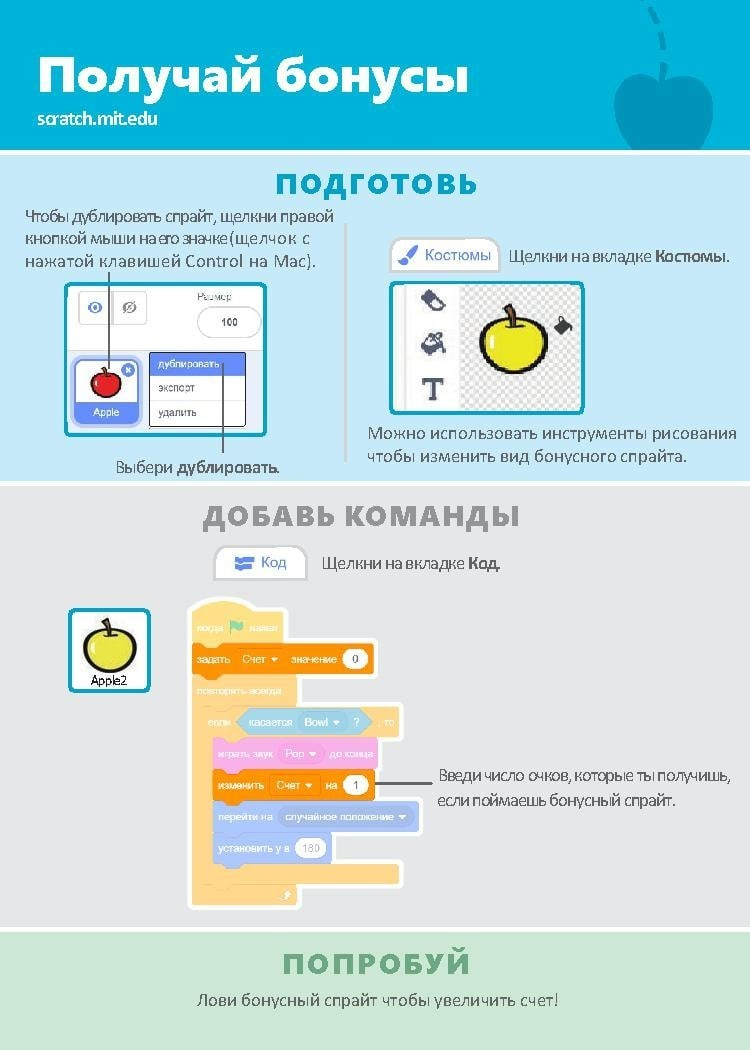 Получай бонусы
scratch.mit.edu
ПОДГОТОВЬ
Чтобы дублировать спрайт, щелкни правой
кнопкой мыши на его значке (щелчок с
нажатой клавишей Control на Mac).
Размер
100
дублировать
экспорт
удалить
Apple
Выбери дублировать.
Костюмы
Щелкни на вкладке Костюмы.
T
Можно использовать инструменты рисования
чтобы изменить вид бонусного спрайта.
ДОБАВЬ КОМАНДЫ
Код
Щелкни на вкладке Код.
Apple2
когда нажат
задать Счет значение 0
повторять всегда
если касается Bowl ? , то
играть звук Pop до конца
изменить Счет на 1
перейти на случайное положение
установить y в 180
Введи число очков, которые ты получишь,
если поймаешь бонусный спрайт.
ПОПРОБУЙ
Лови бонусный спрайт чтобы увеличить счет!